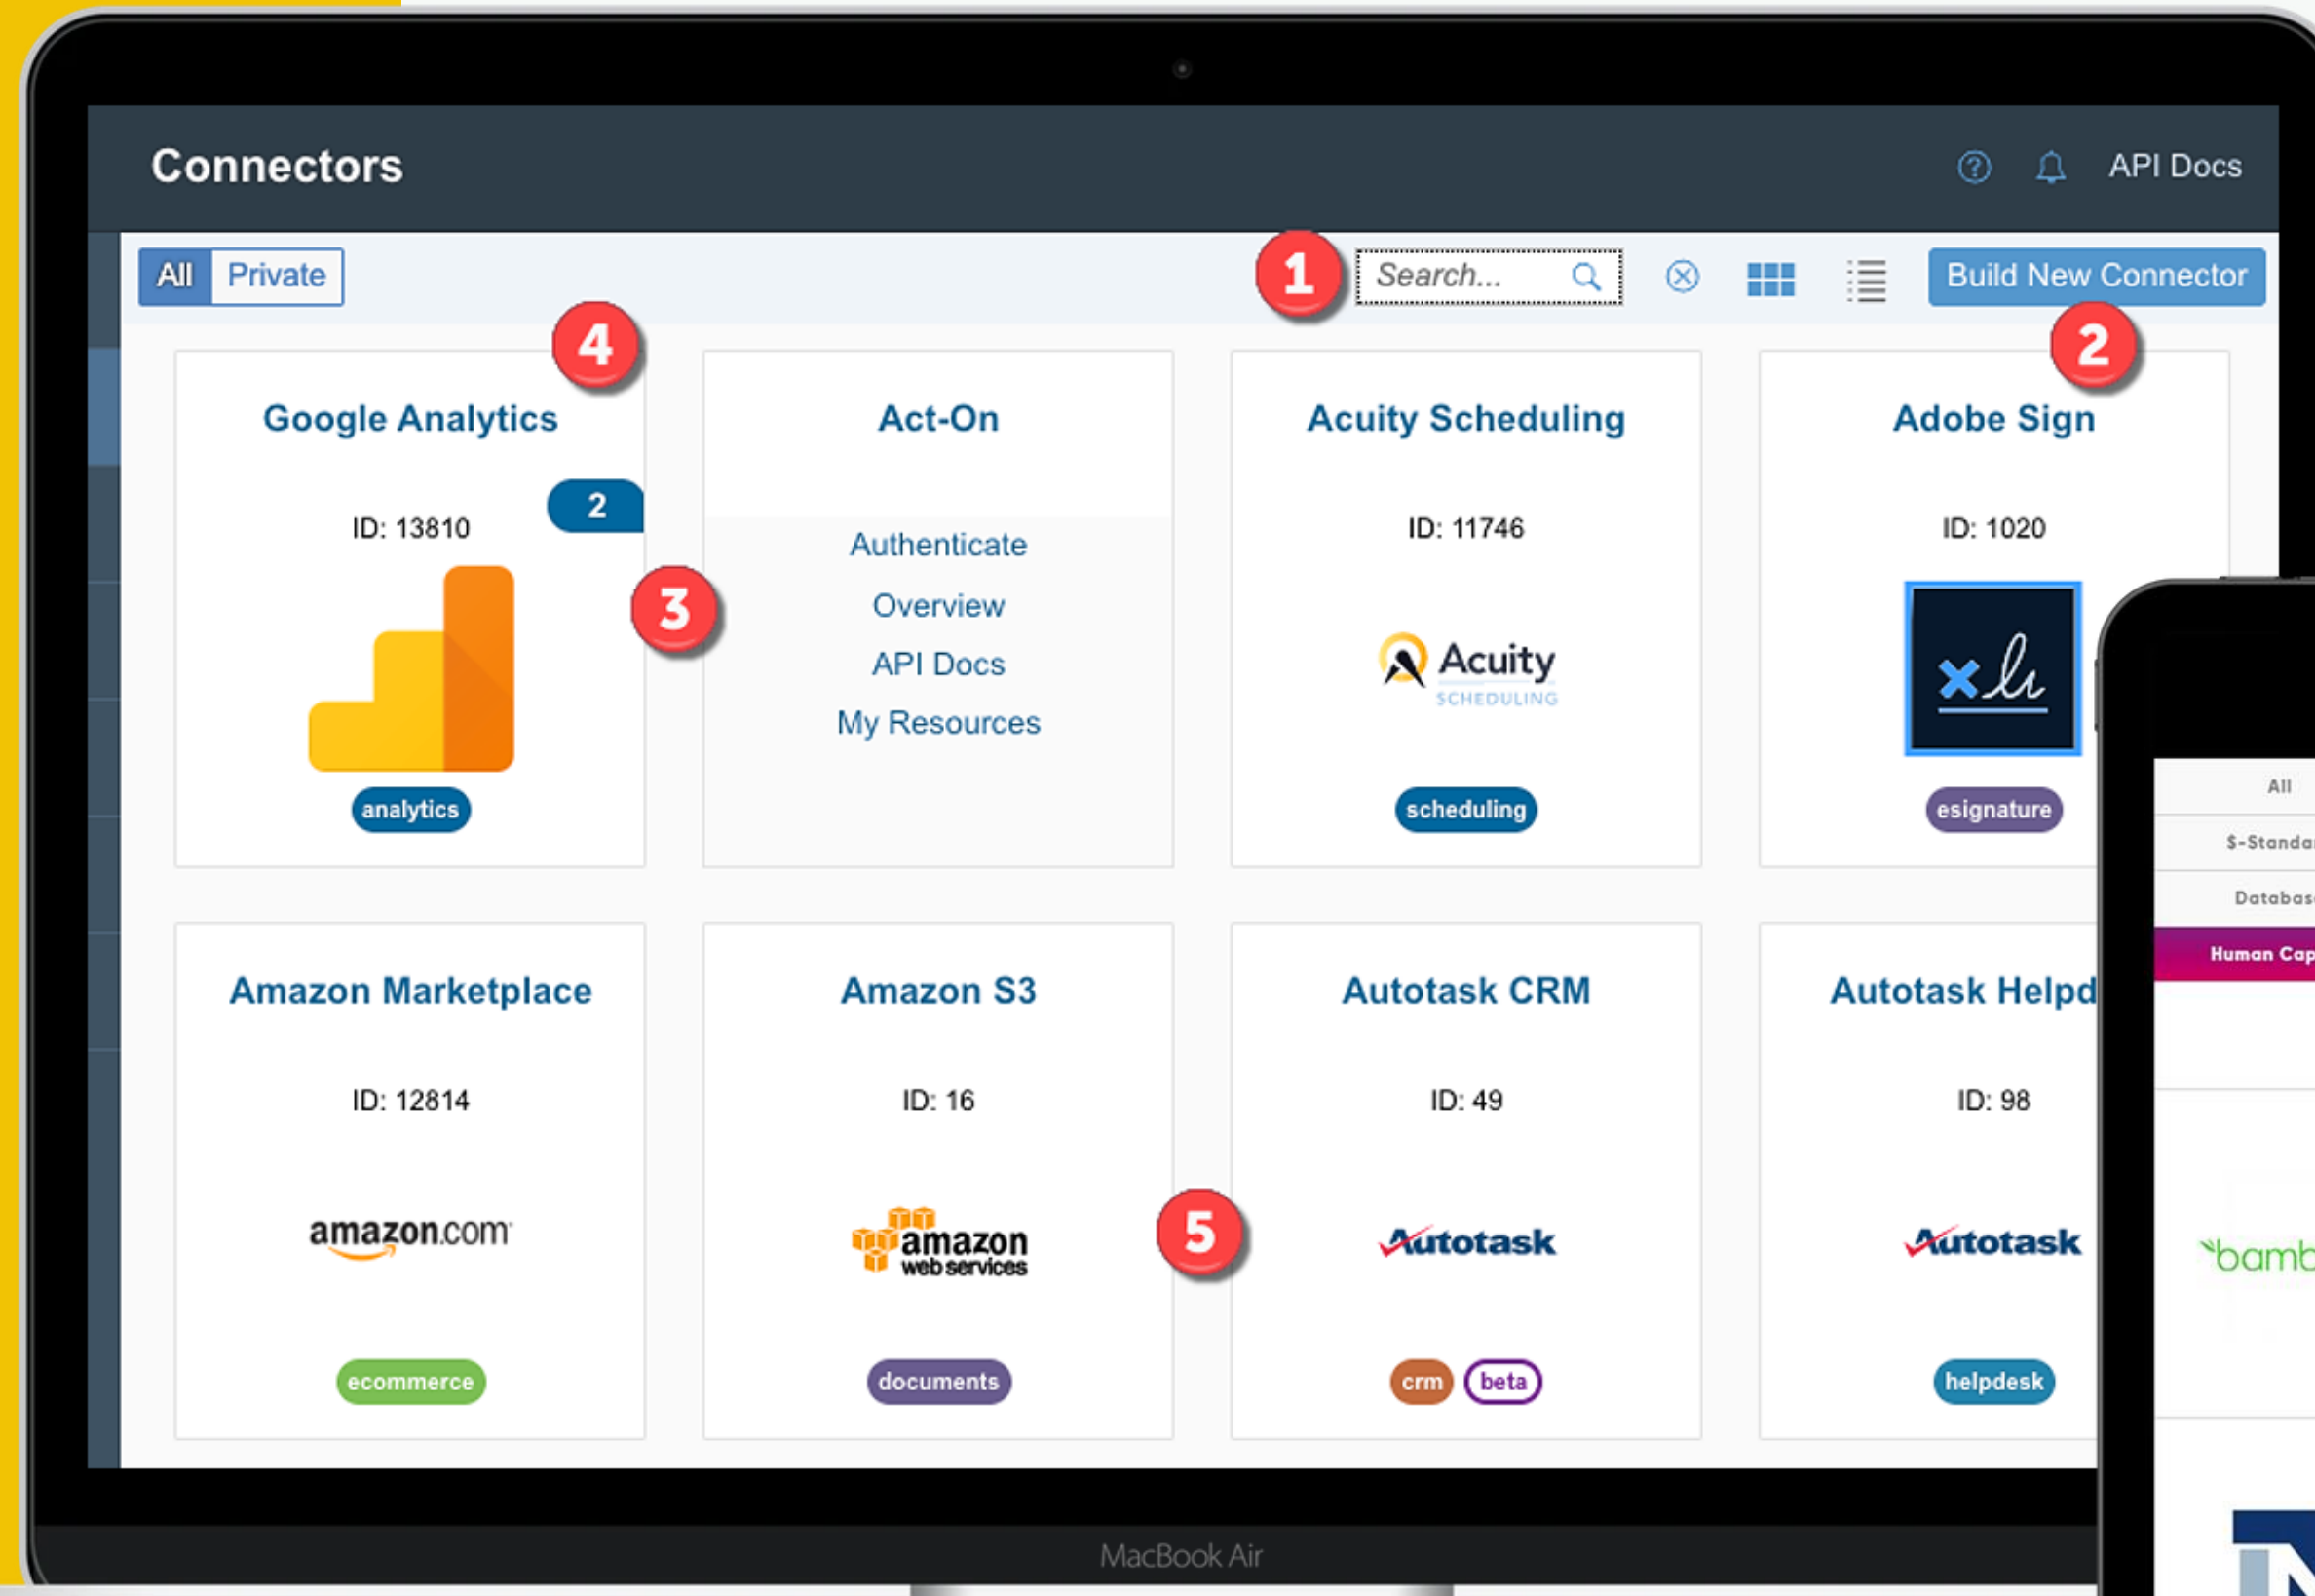 Connectors
API Docs
All
Private
1
Search...
Build New Connector
4
2
Google Analytics
Act-On
Acuity Scheduling
Adobe Sign
2
ID: 13810
ID: 11746
ID: 1020
Authenticate
3
Overview
API Docs
My Resources
Acuity
SCHEDULING
analytics
scheduling
esignature
All
$-Standa
Databas
Human Cap
Amazon Marketplace
Amazon S3
Autotask CRM
Autotask Helpd
ID: 12814
ID: 16
ID: 49
ID: 98
amazon.com
amazon
web services
5
Autotask
Autotask
bamb
ecommerce
documents
crm
beta
helpdesk
MacBook Air